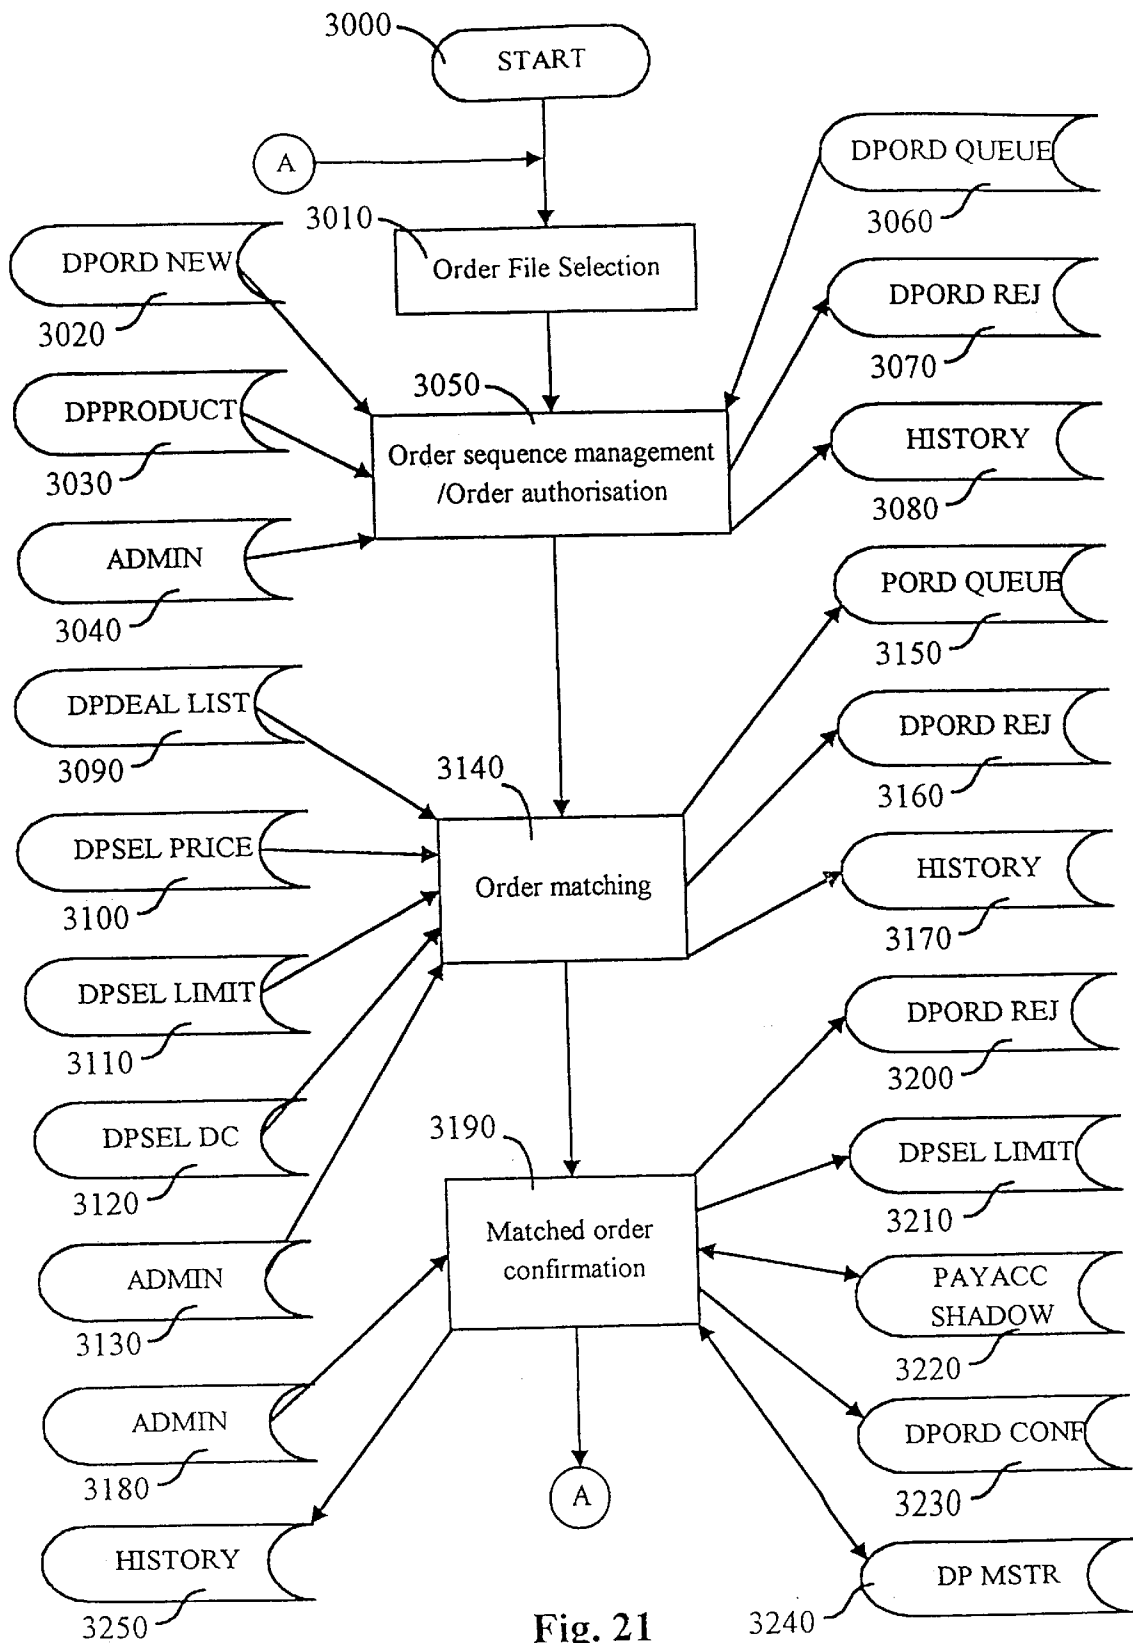 3000
START
A
DPORD QUEUE
3060
3010
Order File Selection
DPORD NEW
3020
DPORD REJ
3070
3050
DPPRODUCT
3030
Order sequence management
/Order authorisation
HISTORY
3080
ADMIN
3040
PORD QUEUE
3150
DPDEAL LIST
3090
DPORD REJ
3160
3140
DPSEL PRICE
3100
Order matching
HISTORY
3170
DPSEL LIMIT
3110
DPORD REJ
3200
DPSEL DC
3120
3190
DPSEL LIMIT
3210
Matched order
confirmation
ADMIN
3130
PAYACC
SHADOW
3220
ADMIN
3180
DPORD CONF
3230
A
HISTORY
3250
DP MSTR
3240
Fig. 21